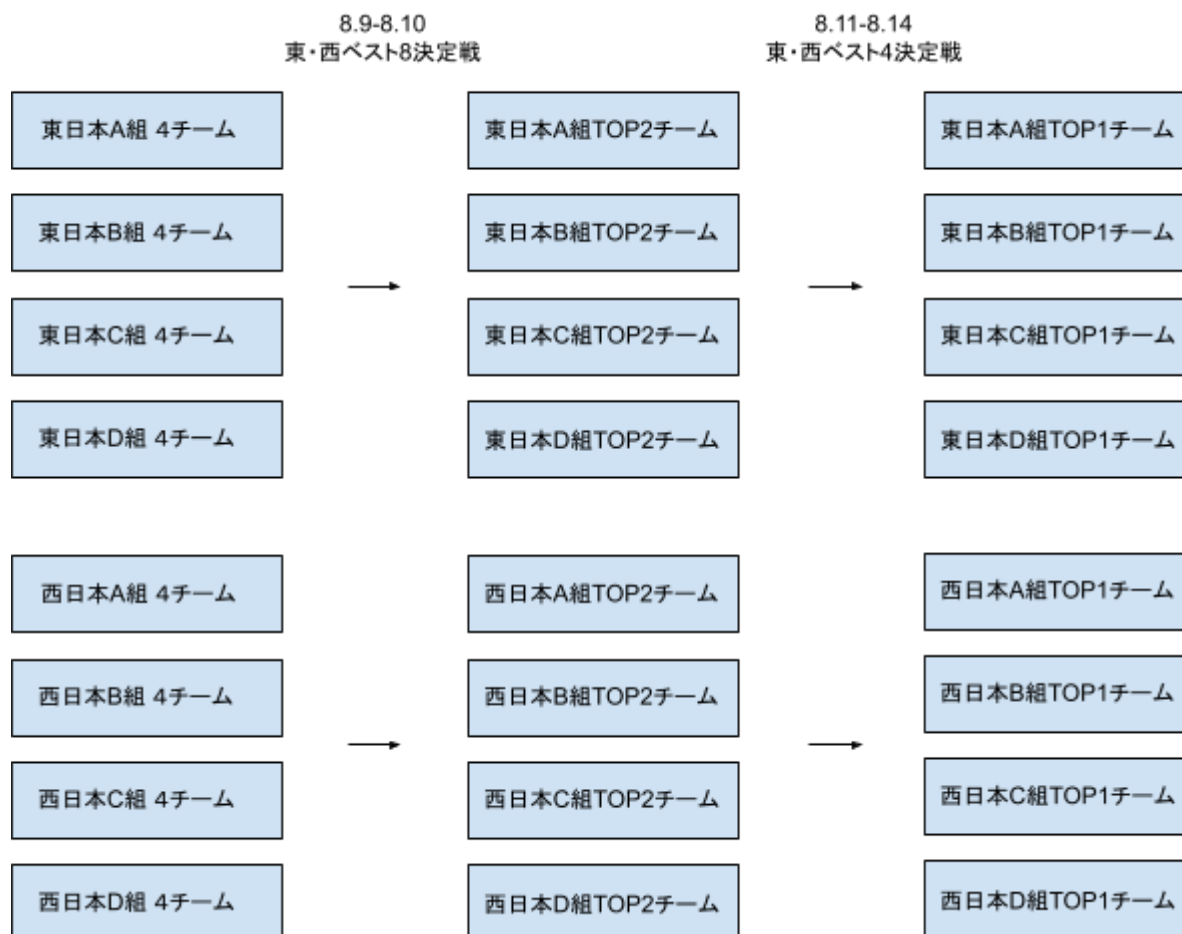 8.9-8.10
東・西ベスト8決定戦
8.11-8.14
東・西ベスト4決定戦
東日本A組 4チーム
東日本A組TOP2チーム
東日本A組TOP1チーム
東日本B組 4チーム
東日本B組TOP2チーム
東日本B組TOP1チーム
東日本C組 4チーム
東日本C組TOP2チーム
東日本C組TOP1チーム
東日本D組 4チーム
東日本D組TOP2チーム
東日本D組TOP1チーム
西日本A組 4チーム
西日本A組TOP2チーム
西日本A組TOP1チーム
西日本B組 4チーム
西日本B組TOP2チーム
西日本B組TOP1チーム
西日本C組 4チーム
西日本C組TOP2チーム
西日本C組TOP1チーム
西日本D組 4チーム
西日本D組TOP2チーム
西日本D組TOP1チーム